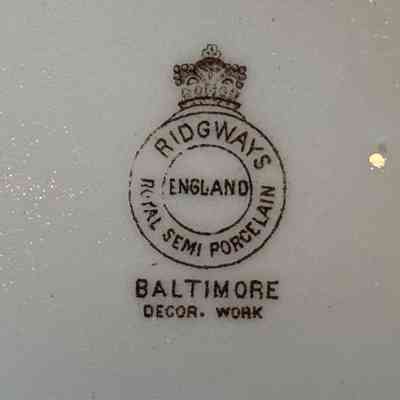 RIDGWAYS
ENGLAND
ROYAL SEMI PORCELAIN
BALTIMORE
DECOR. WORK